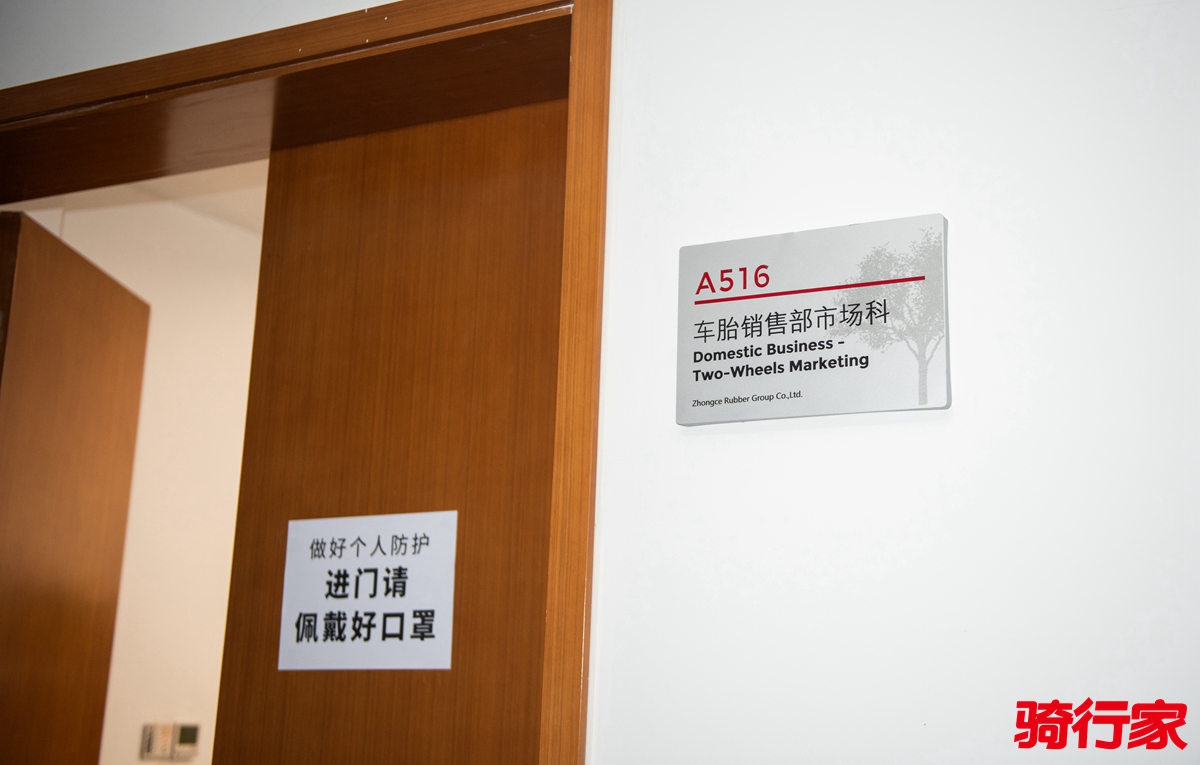 A516
车胎销售部市场科
Domestic Business -
Two-Wheels Marketing
Zhongce Rubber Group Co.,Ltd.
做好个人防护
进门请
佩戴好口罩
骑行家